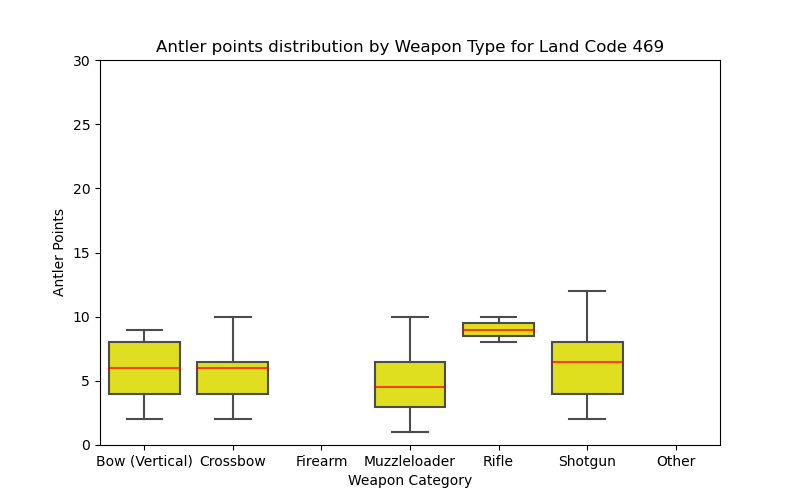 Antler points distribution by Weapon Type for Land Code 469
30
25
20
15
10
5
0
Antler Points
Bow (Vertical) Crossbow Firearm Muzzleloader Rifle Shotgun Other
Weapon Category